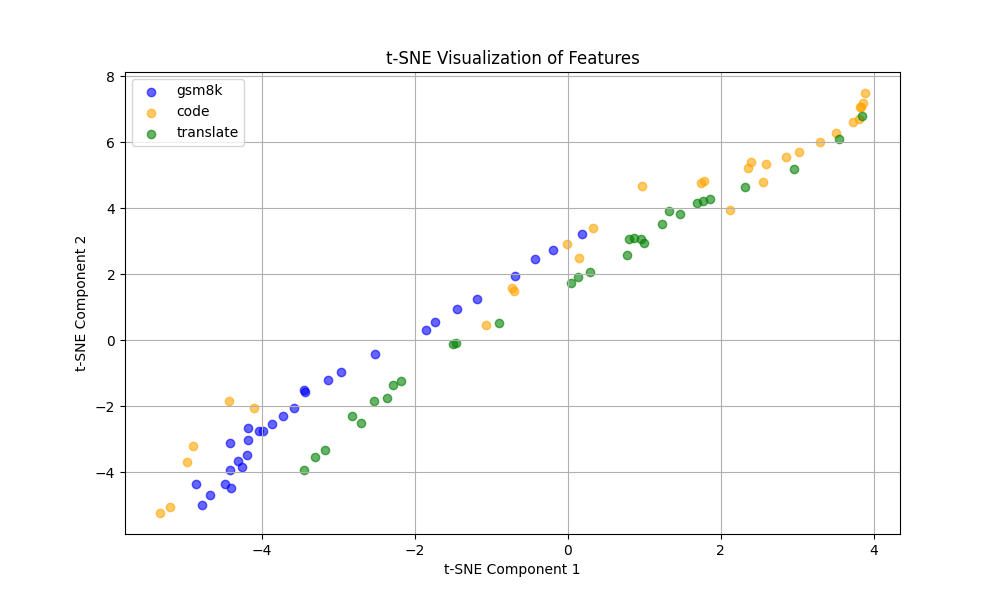 t-SNE Visualization of Features
gsm8k
code
translate
8
6
4
2
0
−2
−4
t-SNE Component 2
−4
−2
0
2
4
t-SNE Component 1